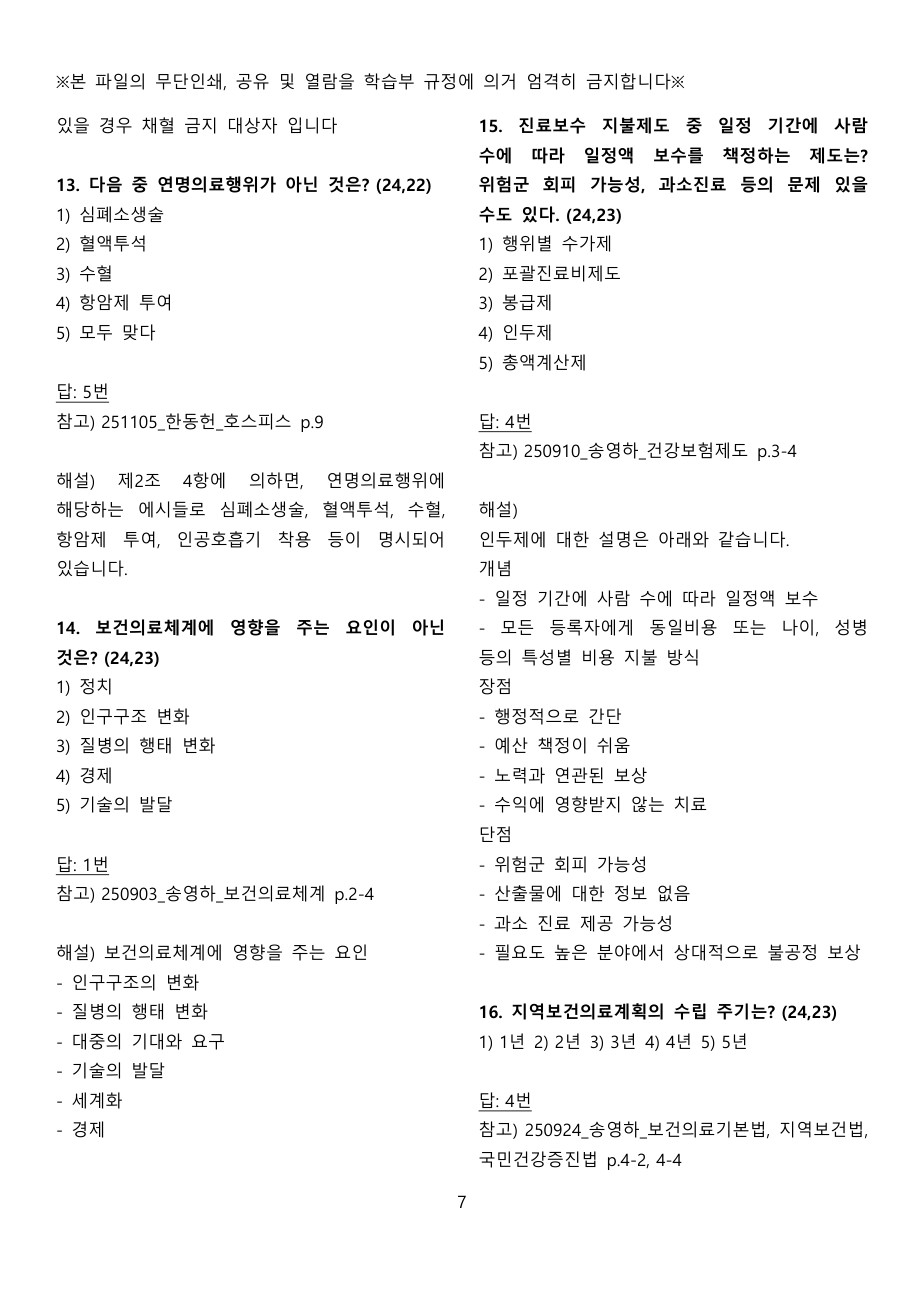 ※본 파일의 무단인쇄, 공유 및 열람을 학습부 규정에 의거 엄격히 금지합니다※
있을 경우 채혈 금지 대상자 입니다
13. 다음 중 연명의료행위가 아닌 것은? (24,22)
1) 심폐소생술
2) 혈액투석
3) 수혈
4) 항암제 투여
5) 모두 맞다
답: 5번
참고) 251105_한동헌_호스피스 p.9
해설) 제2조 4항에 의하면, 연명의료행위에
해당하는 에시들로 심폐소생술, 혈액투석, 수혈,
항암제 투여, 인공호흡기 착용 등이 명시되어
있습니다.
14. 보건의료체계에 영향을 주는 요인이 아닌
것은? (24,23)
1) 정치
2) 인구구조 변화
3) 질병의 행태 변화
4) 경제
5) 기술의 발달
답: 1번
참고) 250903_송영하_보건의료체계 p.2-4
해설) 보건의료체계에 영향을 주는 요인
- 인구구조의 변화
- 질병의 행태 변화
- 대중의 기대와 요구
- 기술의 발달
- 세계화
- 경제
15. 진료보수 지불제도 중 일정 기간에 사람
수에 따라 일정액 보수를 책정하는 제도는?
위험군 회피 가능성, 과소진료 등의 문제 있을
수도 있다. (24,23)
1) 행위별 수가제
2) 포괄진료비제도
3) 봉급제
4) 인두제
5) 총액계산제
답: 4번
참고) 250910_송영하_건강보험제도 p.3-4
해설)
인두제에 대한 설명은 아래와 같습니다.
개념
- 일정 기간에 사람 수에 따라 일정액 보수
- 모든 등록자에게 동일비용 또는 나이, 성병
등의 특성별 비용 지불 방식
장점
- 행정적으로 간단
- 예산 책정이 쉬움
- 노력과 연관된 보상
- 수익에 영향받지 않는 치료
단점
- 위험군 회피 가능성
- 산출물에 대한 정보 없음
- 과소 진료 제공 가능성
- 필요도 높은 분야에서 상대적으로 불공정 보상
16. 지역보건의료계획의 수립 주기는? (24,23)
1) 1년 2) 2년 3) 3년 4) 4년 5) 5년
답: 4번
참고) 250924_송영하_보건의료기본법, 지역보건법,
국민건강증진법 p.4-2, 4-4
7